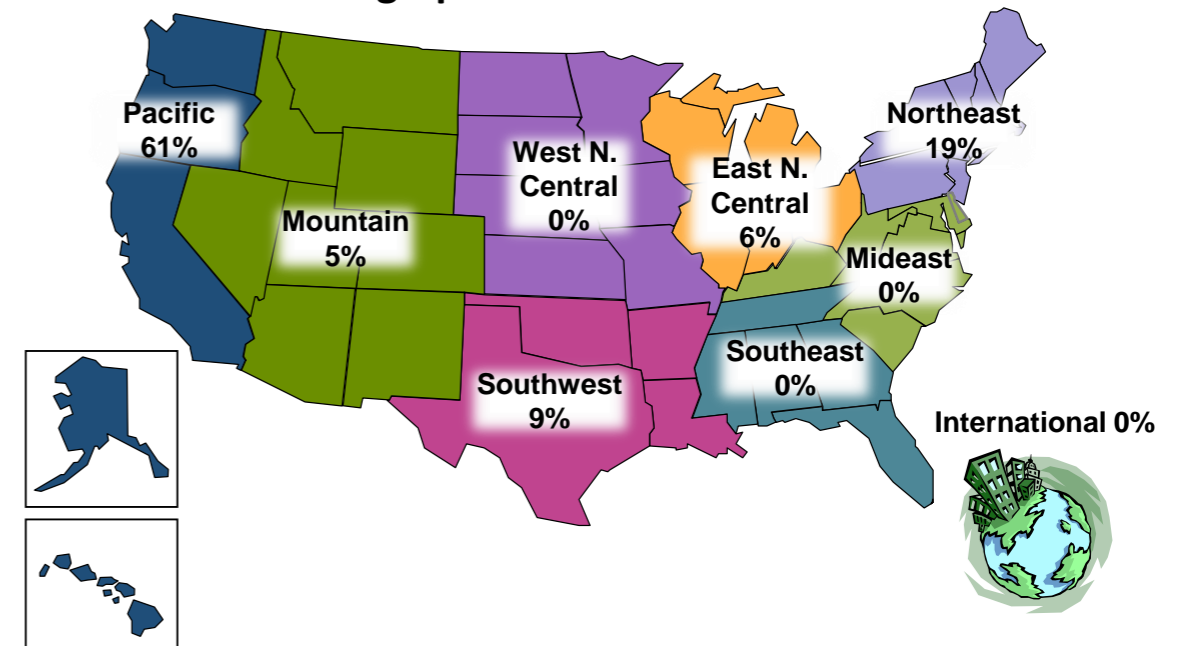 Pacific
61%
Northeast
19%
West N.
Central
0%
East N.
Central
6%
Mountain
5%
Mideast
0%
Southeast
0%
Southwest
9%
International 0%